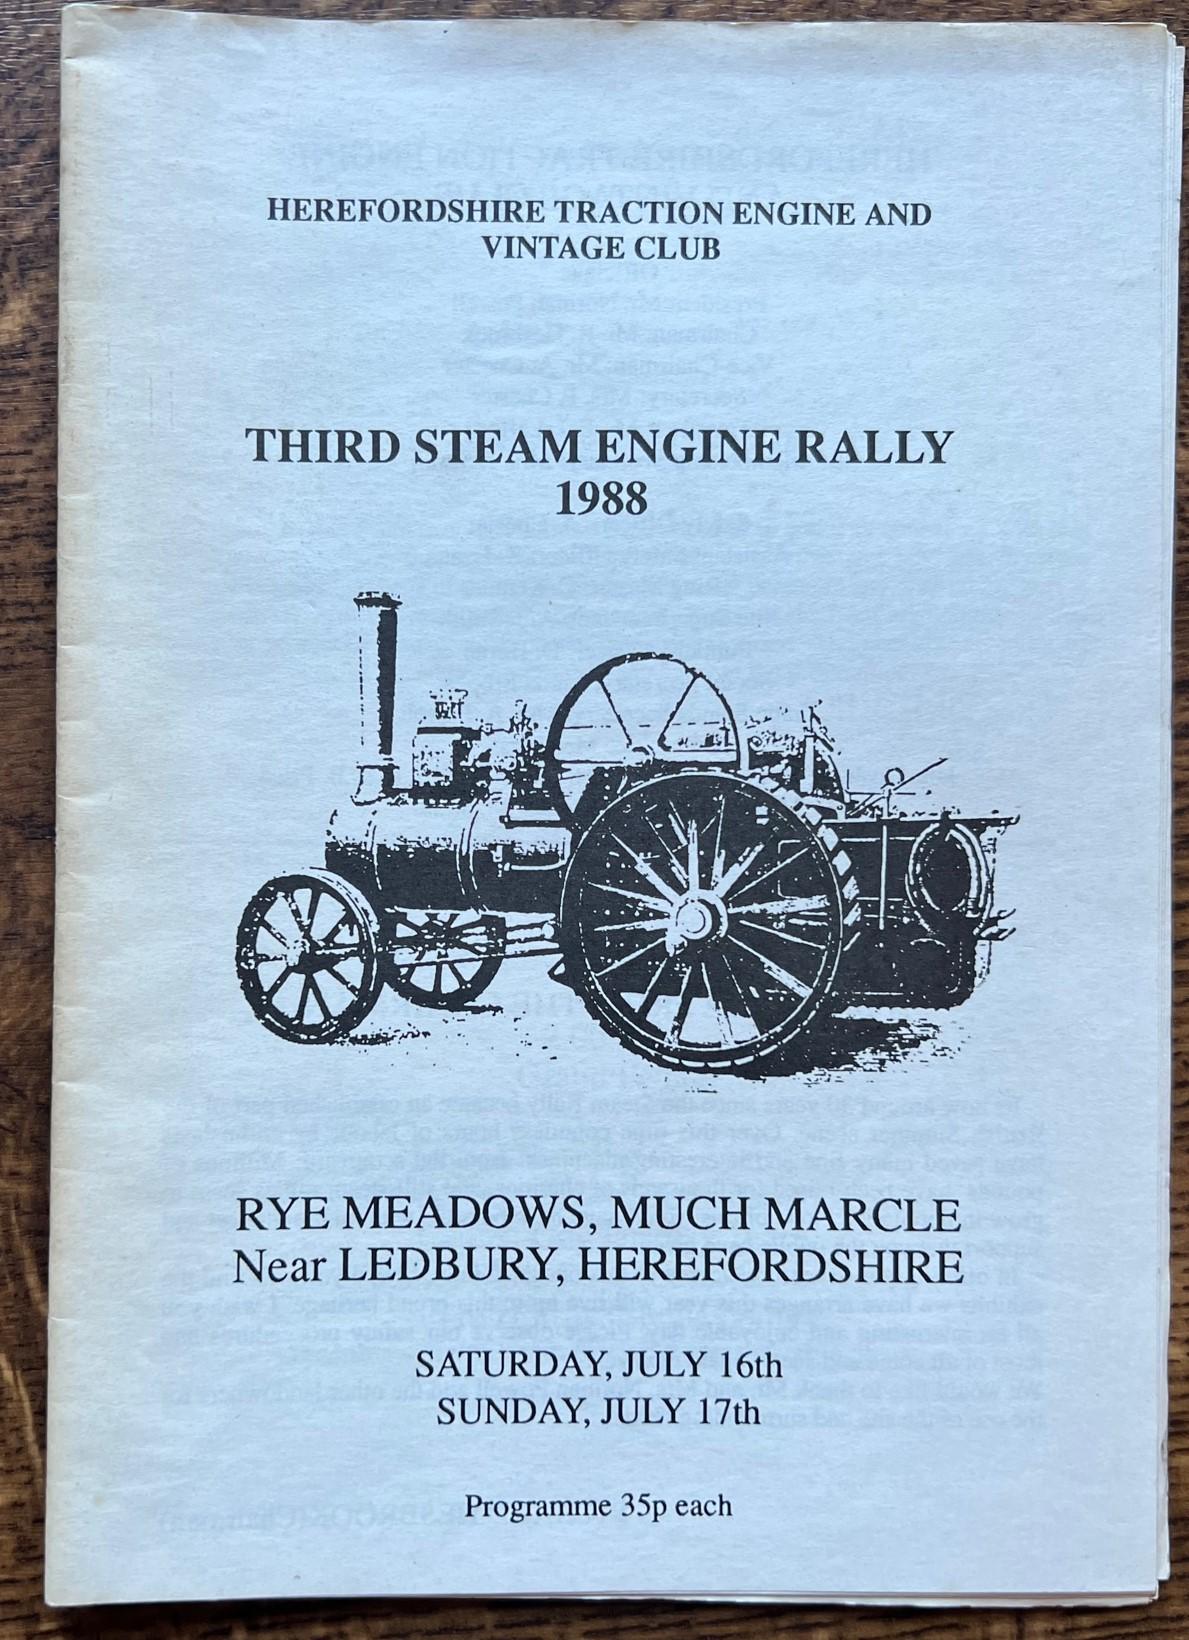 HEREFORDSHIRE TRACTION ENGINE AND
VINTAGE CLUB
THIRD STEAM ENGINE RALLY
1988
RYE MEADOWS, MUCH MARCLE
Near LEDBURY, HEREFORDSHIRE
SATURDAY, JULY 16th
SUNDAY, JULY 17th
Programme 35p each